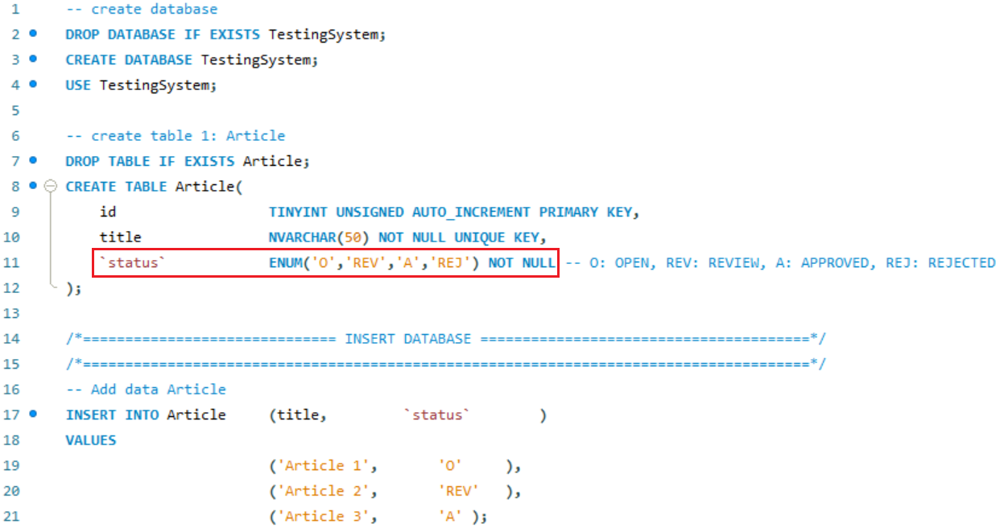 1 -- create database
2 DROP DATABASE IF EXISTS TestingSystem;
3 CREATE DATABASE TestingSystem;
4 USE TestingSystem;
5
6 -- create table 1: Article
7 DROP TABLE IF EXISTS Article;
8 CREATE TABLE Article(
9 id TINYINT UNSIGNED AUTO_INCREMENT PRIMARY KEY,
10 title NVARCHAR(50) NOT NULL UNIQUE KEY,
11 `status` ENUM('O','REV','A','REJ') NOT NULL -- O: OPEN, REV: REVIEW, A: APPROVED, REJ: REJECTED
12 );
13
14 /*============================== INSERT DATABASE =======================================*/
15 /*======================================================================================*/
16 -- Add data Article
17 INSERT INTO Article (title, `status` )
18 VALUES
19 ('Article 1', 'O' ),
20 ('Article 2', 'REV' ),
21 ('Article 3', 'A' );